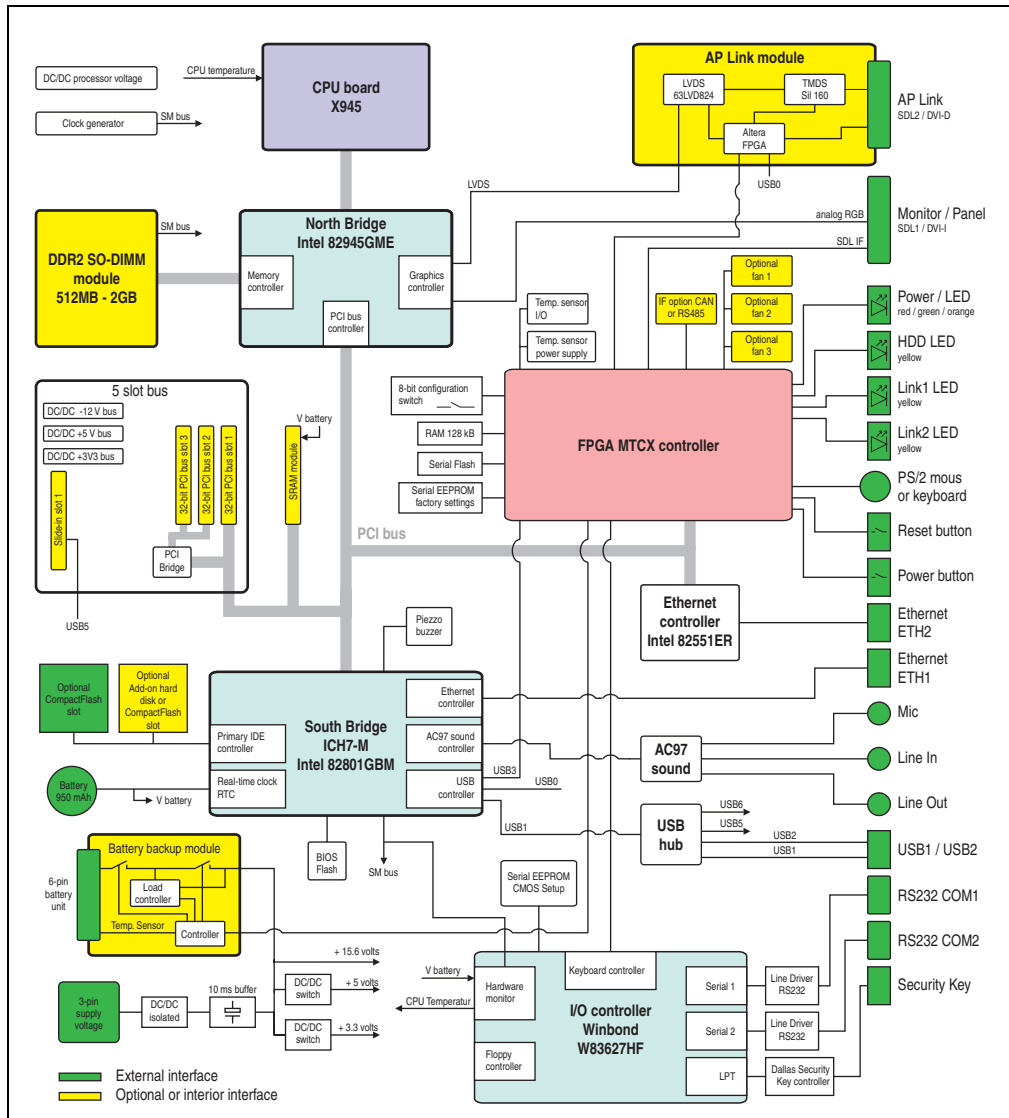 DC/DC processor voltage
CPU temperature
Clock generator
SM bus
CPU board
X945
AP Link module
LVDS
63LVD824
TMDS
Sil 160
Altera
FPGA
USB0
AP Link
SDL2 / DVI-D
LVDS
DDR2 SO-DIMM
module
512MB - 2GB
SM bus
North Bridge
Intel 82945GME
Memory
controller
Graphics
controller
PCI bus
controller
analog RGB
SDL IF
Monitor / Panel
SDL1 / DVI-I
Temp. sensor
I/O
Temp. sensor
power supply
IF option CAN
or RS485
Optional
fan 1
Optional
fan 2
Optional
fan 3
Power / LED
red / green / orange
HDD LED
yellow
Link1 LED
yellow
Link2 LED
yellow
5 slot bus
DC/DC -12 V bus
DC/DC +5 V bus
DC/DC +3V3 bus
Slide-in slot 1
32-bit PCI bus slot 3
32-bit PCI bus slot 2
32-bit PCI bus slot 1
PCI
Bridge
USB5
V battery
SRAM module
8-bit configuration
switch
RAM 128 kB
Serial Flash
Serial EEPROM
factory settings
FPGA MTCX controller
PCI bus
PS/2 mous
or keyboard
Reset button
Power button
Ethernet
controller
Intel 82551ER
Ethernet
ETH2
Ethernet
ETH1
Piezzo
buzzer
Optional
CompactFlash
slot
Optional
Add-on hard
disk or
CompactFlash
slot
South Bridge
ICH7-M
Intel 82801GBM
Ethernet
controller
Primary IDE
controller
AC97 sound
controller
Real-time clock
RTC
USB
controller
USB3
USB0
USB1
Battery
950 mAh
V battery
AC97
sound
Mic
Line In
Line Out
USB
hub
USB6
USB5
USB2
USB1
USB1 / USB2
BIOS
Flash
SM bus
Battery backup module
Load
controller
Controller
Temp. Sensor
6-pin
battery
unit
Serial EEPROM
CMOS Setup
+ 15.6 volts
+ 5 volts
+ 3.3 volts
DC/DC
switch
DC/DC
switch
3-pin
supply
voltage
DC/DC
isolated
10 ms buffer
V battery
CPU Temperatur
Hardware
monitor
Keyboard controller
Floppy
controller
I/O controller
Winbond
W83627HF
Serial 1
Serial 2
LPT
Line Driver
RS232
Line Driver
RS232
Dallas Security
Key controller
RS232 COM1
RS232 COM2
Security Key
External interface
Optional or interior interface